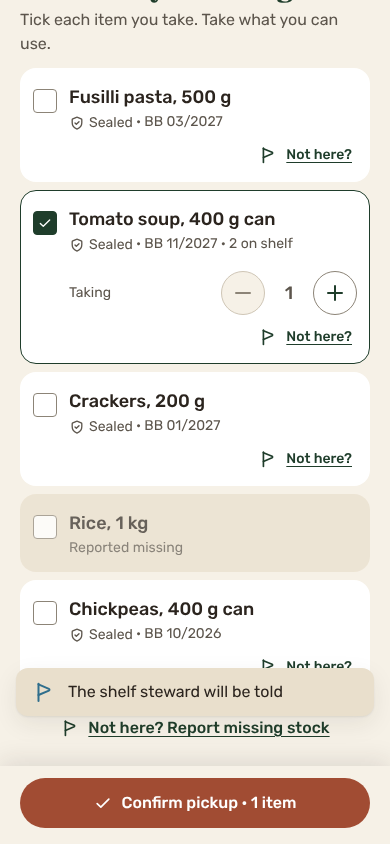 Tick each item you take. Take what you can
use.
Fusilli pasta, 500 g
Sealed • BB 03/2027
Not here?
Tomato soup, 400 g can
Sealed • BB 11/2027 • 2 on shelf
Taking
1
Not here?
Crackers, 200 g
Sealed • BB 01/2027
Not here?
Rice, 1 kg
Reported missing
Chickpeas, 400 g can
Sealed • BB 10/2026
Not here?
The shelf steward will be told
Not here? Report missing stock
Confirm pickup • 1 item